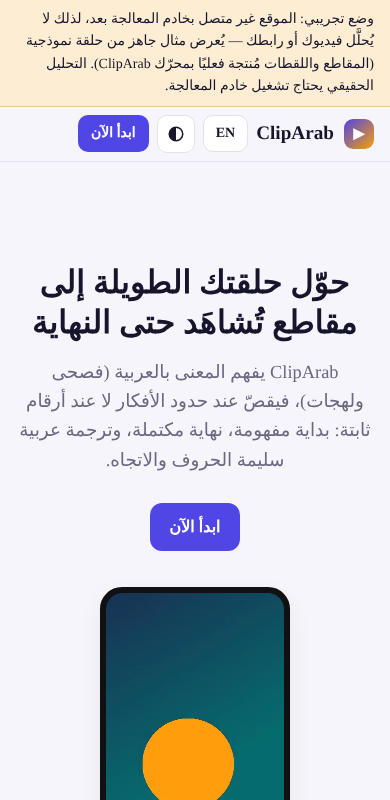 وضع تجريبي: الموقع غير متصل بخادم المعالجة بعد، لذلك لا
يُحلَّل فيديوك أو رابطك — يُعرض مثال جاهز من حلقة نموذجية
(المقاطع واللقطات مُنتجة فعليًا بمحرّك ClipArab). التحليل
الحقيقي يحتاج تشغيل خادم المعالجة.
ClipArab EN ابدأ الآن
حوّل حلقتك الطويلة إلى
مقاطع تُشاهَد حتى النهاية
ClipArab يفهم المعنى بالعربية (فصحى
ولهجات)، فيقصّ عند حدود الأفكار لا عند أرقام
ثابتة: بداية مفهومة، نهاية مكتملة، وترجمة عربية
سليمة الحروف والاتجاه.
ابدأ الآن